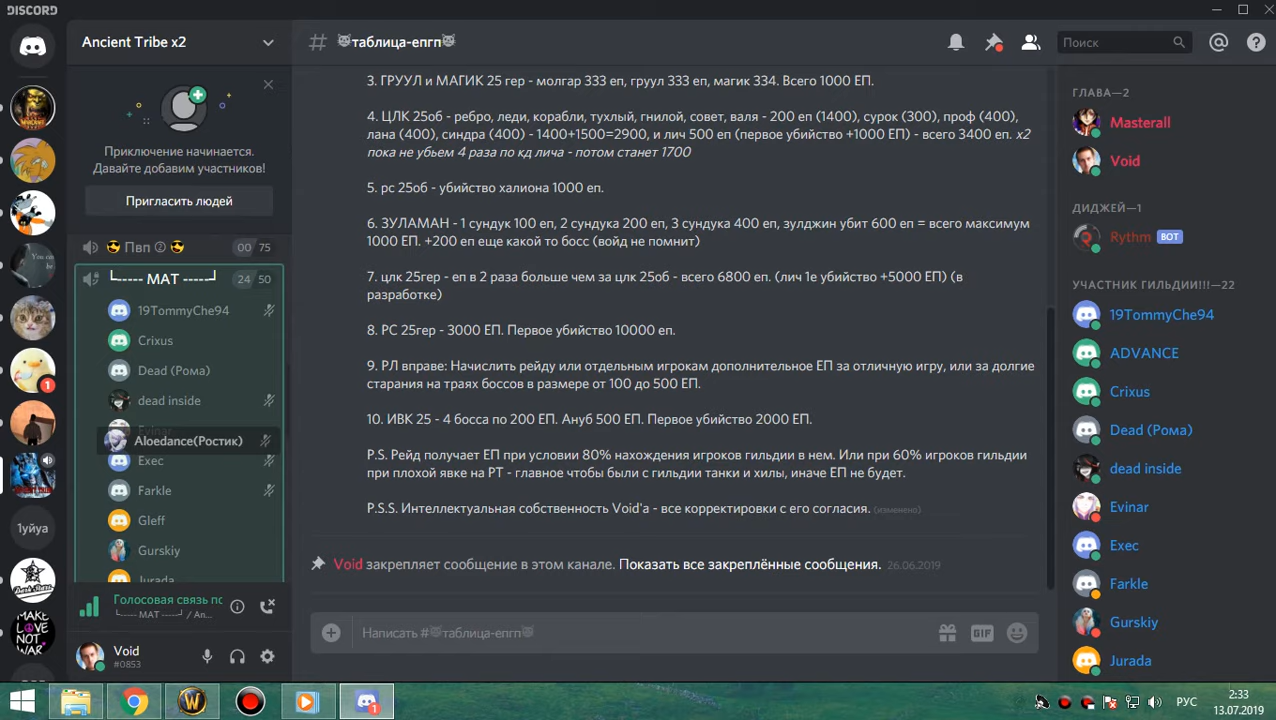 DISCORD
Ancient Tribe x2
Приключение начинается.
Давайте добавим участников!
Пригласить людей
Пвп ②
00 75
└----- МАТ -----┘
24 50
19TommyChe94
Crixus
Dead (Рома)
dead inside
Evinar
Aloedance(Ростик)
Exec
Farkle
Gleff
Gurskiy
Jurada
Голосовая связь по
└----- МАТ -----┘ / An...
Void
#0853
1уйуа
MAKE
LOVE
NOT
WAR
1
# таблица-епгп
Поиск
3. ГРУУЛ и МАГИК 25 гер - молгар 333 еп, груул 333 еп, магик 334. Всего 1000 ЕП.
4. ЦЛК 25об - ребро, леди, корабли, тухлый, гнилой, совет, валя - 200 еп (1400), сурок (300), проф (400),
лана (400), синдра (400) - 1400+1500=2900, и лич 500 еп (первое убийство +1000 ЕП) - всего 3400 еп. x2
пока не убьем 4 раза по кд лича - потом станет 1700
5. рс 25об - убийство халиона 1000 еп.
6. ЗУЛАМАН - 1 сундук 100 еп, 2 сундука 200 еп, 3 сундука 400 еп, зулджин убит 600 еп = всего максимум
1000 ЕП. +200 еп еще какой то босс (войд не помнит)
7. цлк 25гер - еп в 2 раза больше чем за цлк 25об - всего 6800 еп. (лич 1е убийство +5000 ЕП) (в
разработке)
8. РС 25гер - 3000 ЕП. Первое убийство 10000 еп.
9. РЛ вправе: Начислить рейду или отдельным игрокам дополнительное ЕП за отличную игру, или за долгие
старания на траях боссов в размере от 100 до 500 ЕП.
10. ИВК 25 - 4 босса по 200 ЕП. Ануб 500 ЕП. Первое убийство 2000 ЕП.
P.S. Рейд получает ЕП при условии 80% нахождения игроков гильдии в нем. Или при 60% игроков гильдии
при плохой явке на РТ - главное чтобы были с гильдии танки и хилы, иначе ЕП не будет.
P.S.S. Интеллектуальная собственность Void'a - все корректировки с его согласия. (изменено)
Void закрепляет сообщение в этом канале. Показать все закреплённые сообщения. 26.06.2019
Написать # таблица-епгп
GIF
ГЛАВА—2
Masterall
Void
ДИДЖЕЙ—1
Rythm BOT
УЧАСТНИК ГИЛЬДИИ!!!—22
19TommyChe94
ADVANCE
Crixus
Dead (Рома)
dead inside
Evinar
Exec
Farkle
Gurskiy
Jurada
1
РУС
2:33
13.07.2019